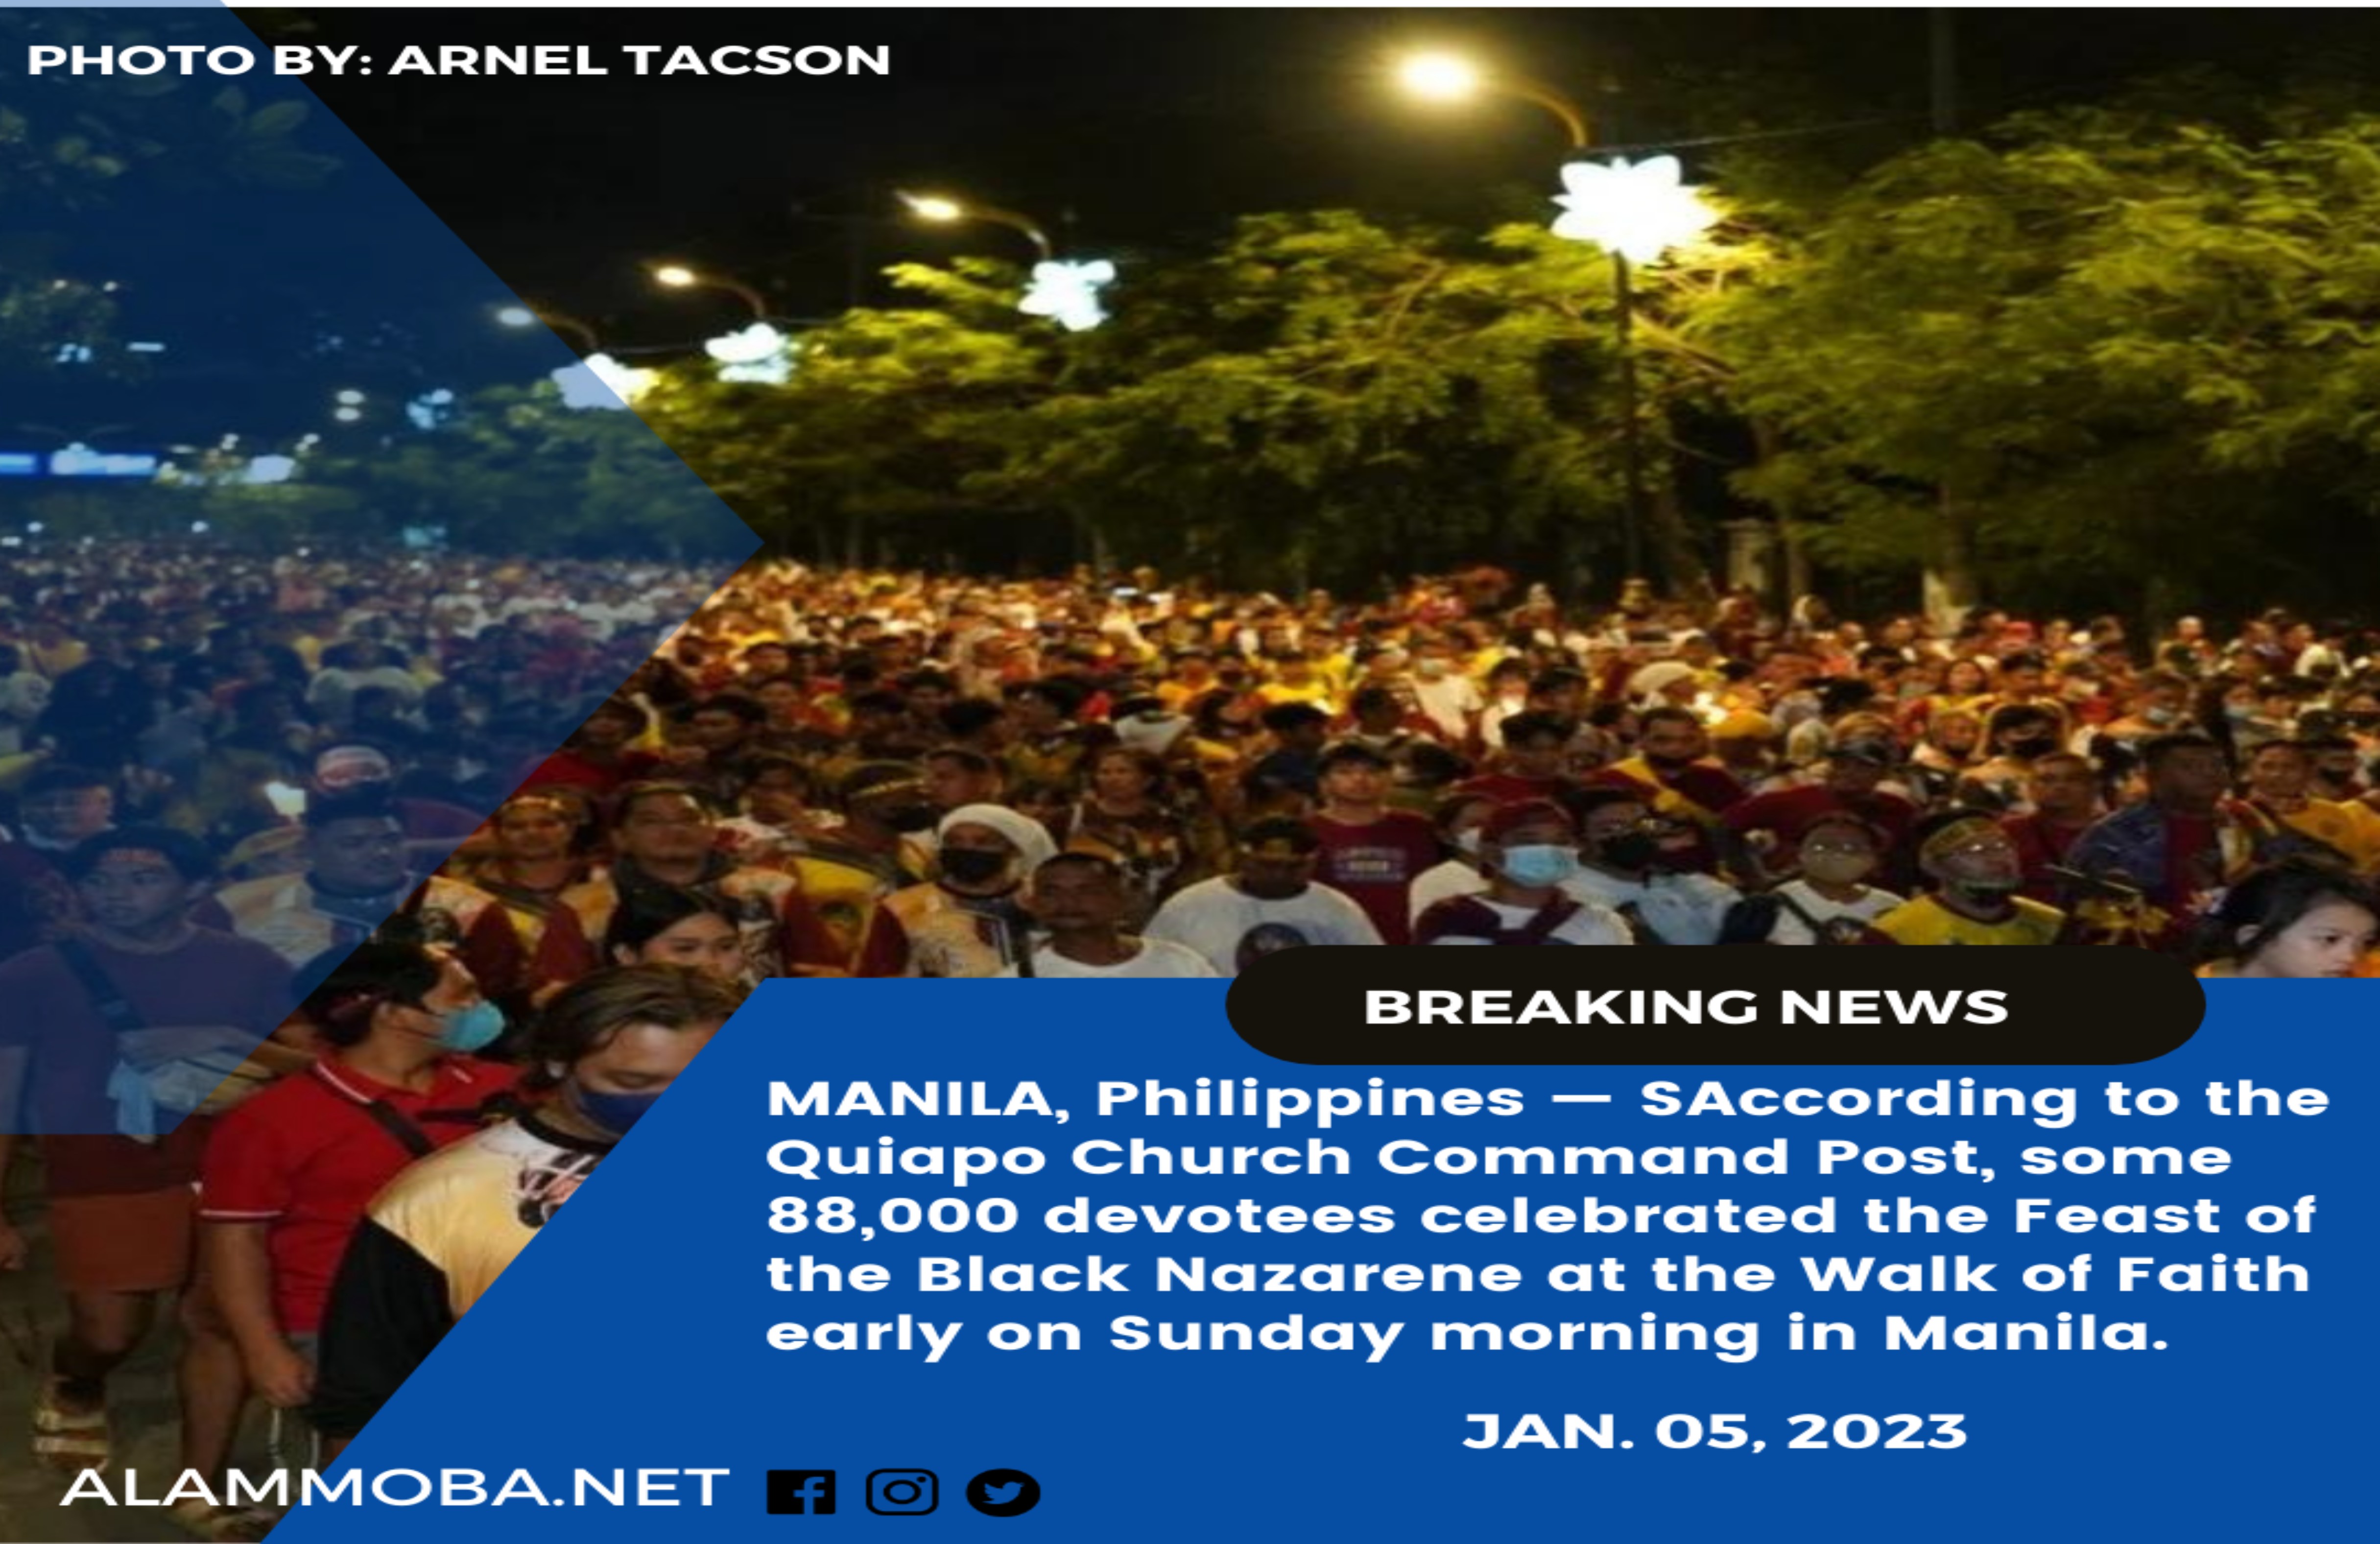 PHOTO BY: ARNEL TACSON
BREAKING NEWS
MANILA, Philippines — SAccording to the
Quiapo Church Command Post, some
88,000 devotees celebrated the Feast of
the Black Nazarene at the Walk of Faith
early on Sunday morning in Manila.
JAN. 05, 2023
ALAMMOBA.NET